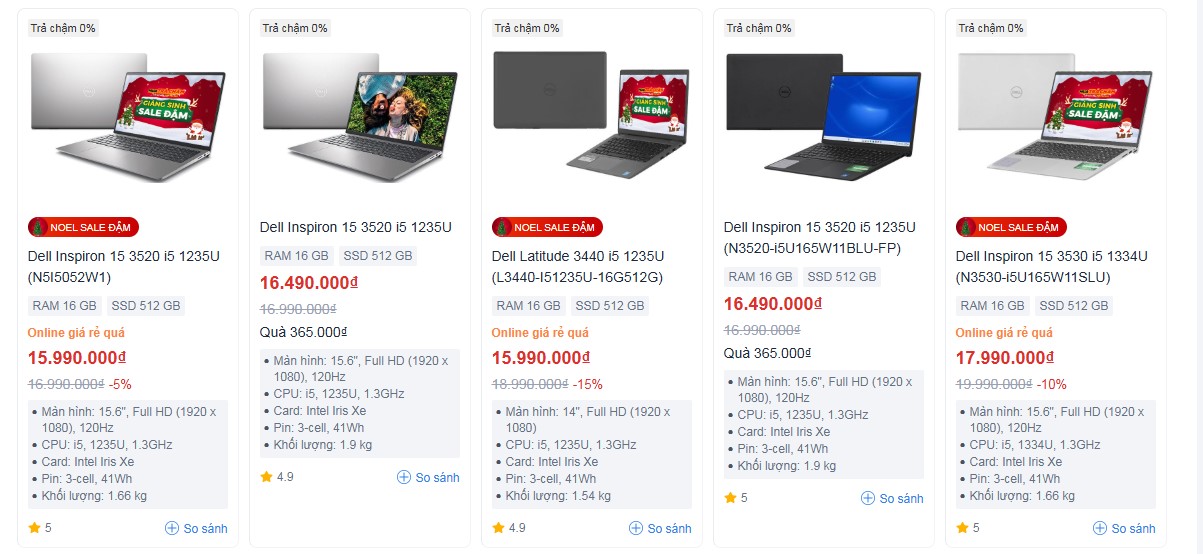 Trả chậm 0%
NOEL SALE ĐẬM
GIÁNG SINH
SALE ĐẬM
Dell Inspiron 15 3520 i5 1235U
(N5I5052W1)
RAM 16 GB
SSD 512 GB
Online giá rẻ quá
15.990.000₫
16.990.000₫ -5%
Màn hình: 15.6", Full HD (1920 x
1080), 120Hz
CPU: i5, 1235U, 1.3GHz
Card: Intel Iris Xe
Pin: 3-cell, 41Wh
Khối lượng: 1.66 kg
5
So sánh
Trả chậm 0%
Dell Inspiron 15 3520 i5 1235U
RAM 16 GB
SSD 512 GB
16.490.000₫
16.990.000₫
Quà 365.000₫
Màn hình: 15.6", Full HD (1920 x
1080), 120Hz
CPU: i5, 1235U, 1.3GHz
Card: Intel Iris Xe
Pin: 3-cell, 41Wh
Khối lượng: 1.9 kg
4.9
So sánh
Trả chậm 0%
GIÁNG SINH
SALE ĐẬM
NOEL SALE ĐẬM
Dell Latitude 3440 i5 1235U
(L3440-I51235U-16G512G)
RAM 16 GB
SSD 512 GB
Online giá rẻ quá
15.990.000₫
18.990.000₫ -15%
Màn hình: 14", Full HD (1920 x
1080)
CPU: i5, 1235U, 1.3GHz
Card: Intel Iris Xe
Pin: 3-cell, 41Wh
Khối lượng: 1.54 kg
4.9
So sánh
Trả chậm 0%
Dell Inspiron 15 3520 i5 1235U
(N3520-i5U165W11BLU-FP)
RAM 16 GB
SSD 512 GB
16.490.000₫
16.990.000₫
Quà 365.000₫
Màn hình: 15.6", Full HD (1920 x
1080), 120Hz
CPU: i5, 1235U, 1.3GHz
Card: Intel Iris Xe
Pin: 3-cell, 41Wh
Khối lượng: 1.9 kg
5
So sánh
Trả chậm 0%
GIÁNG SINH
SALE ĐẬM
NOEL SALE ĐẬM
Dell Inspiron 15 3530 i5 1334U
(N3530-i5U165W11SLU)
RAM 16 GB
SSD 512 GB
Online giá rẻ quá
17.990.000₫
19.990.000₫ -10%
Màn hình: 15.6", Full HD (1920 x
1080), 120Hz
CPU: i5, 1334U, 1.3GHz
Card: Intel Iris Xe
Pin: 3-cell, 41Wh
Khối lượng: 1.66 kg
5
So sánh